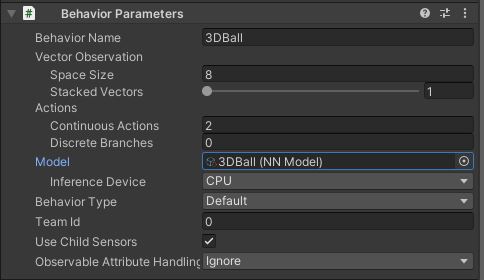 # Behavior Parameters
Behavior Name 3DBall
Vector Observation
Space Size 8
Stacked Vectors 1
Actions
Continuous Actions 2
Discrete Branches 0
Model 3DBall (NN Model)
Inference Device CPU
Behavior Type Default
Team Id 0
Use Child Sensors
Observable Attribute Handling Ignore